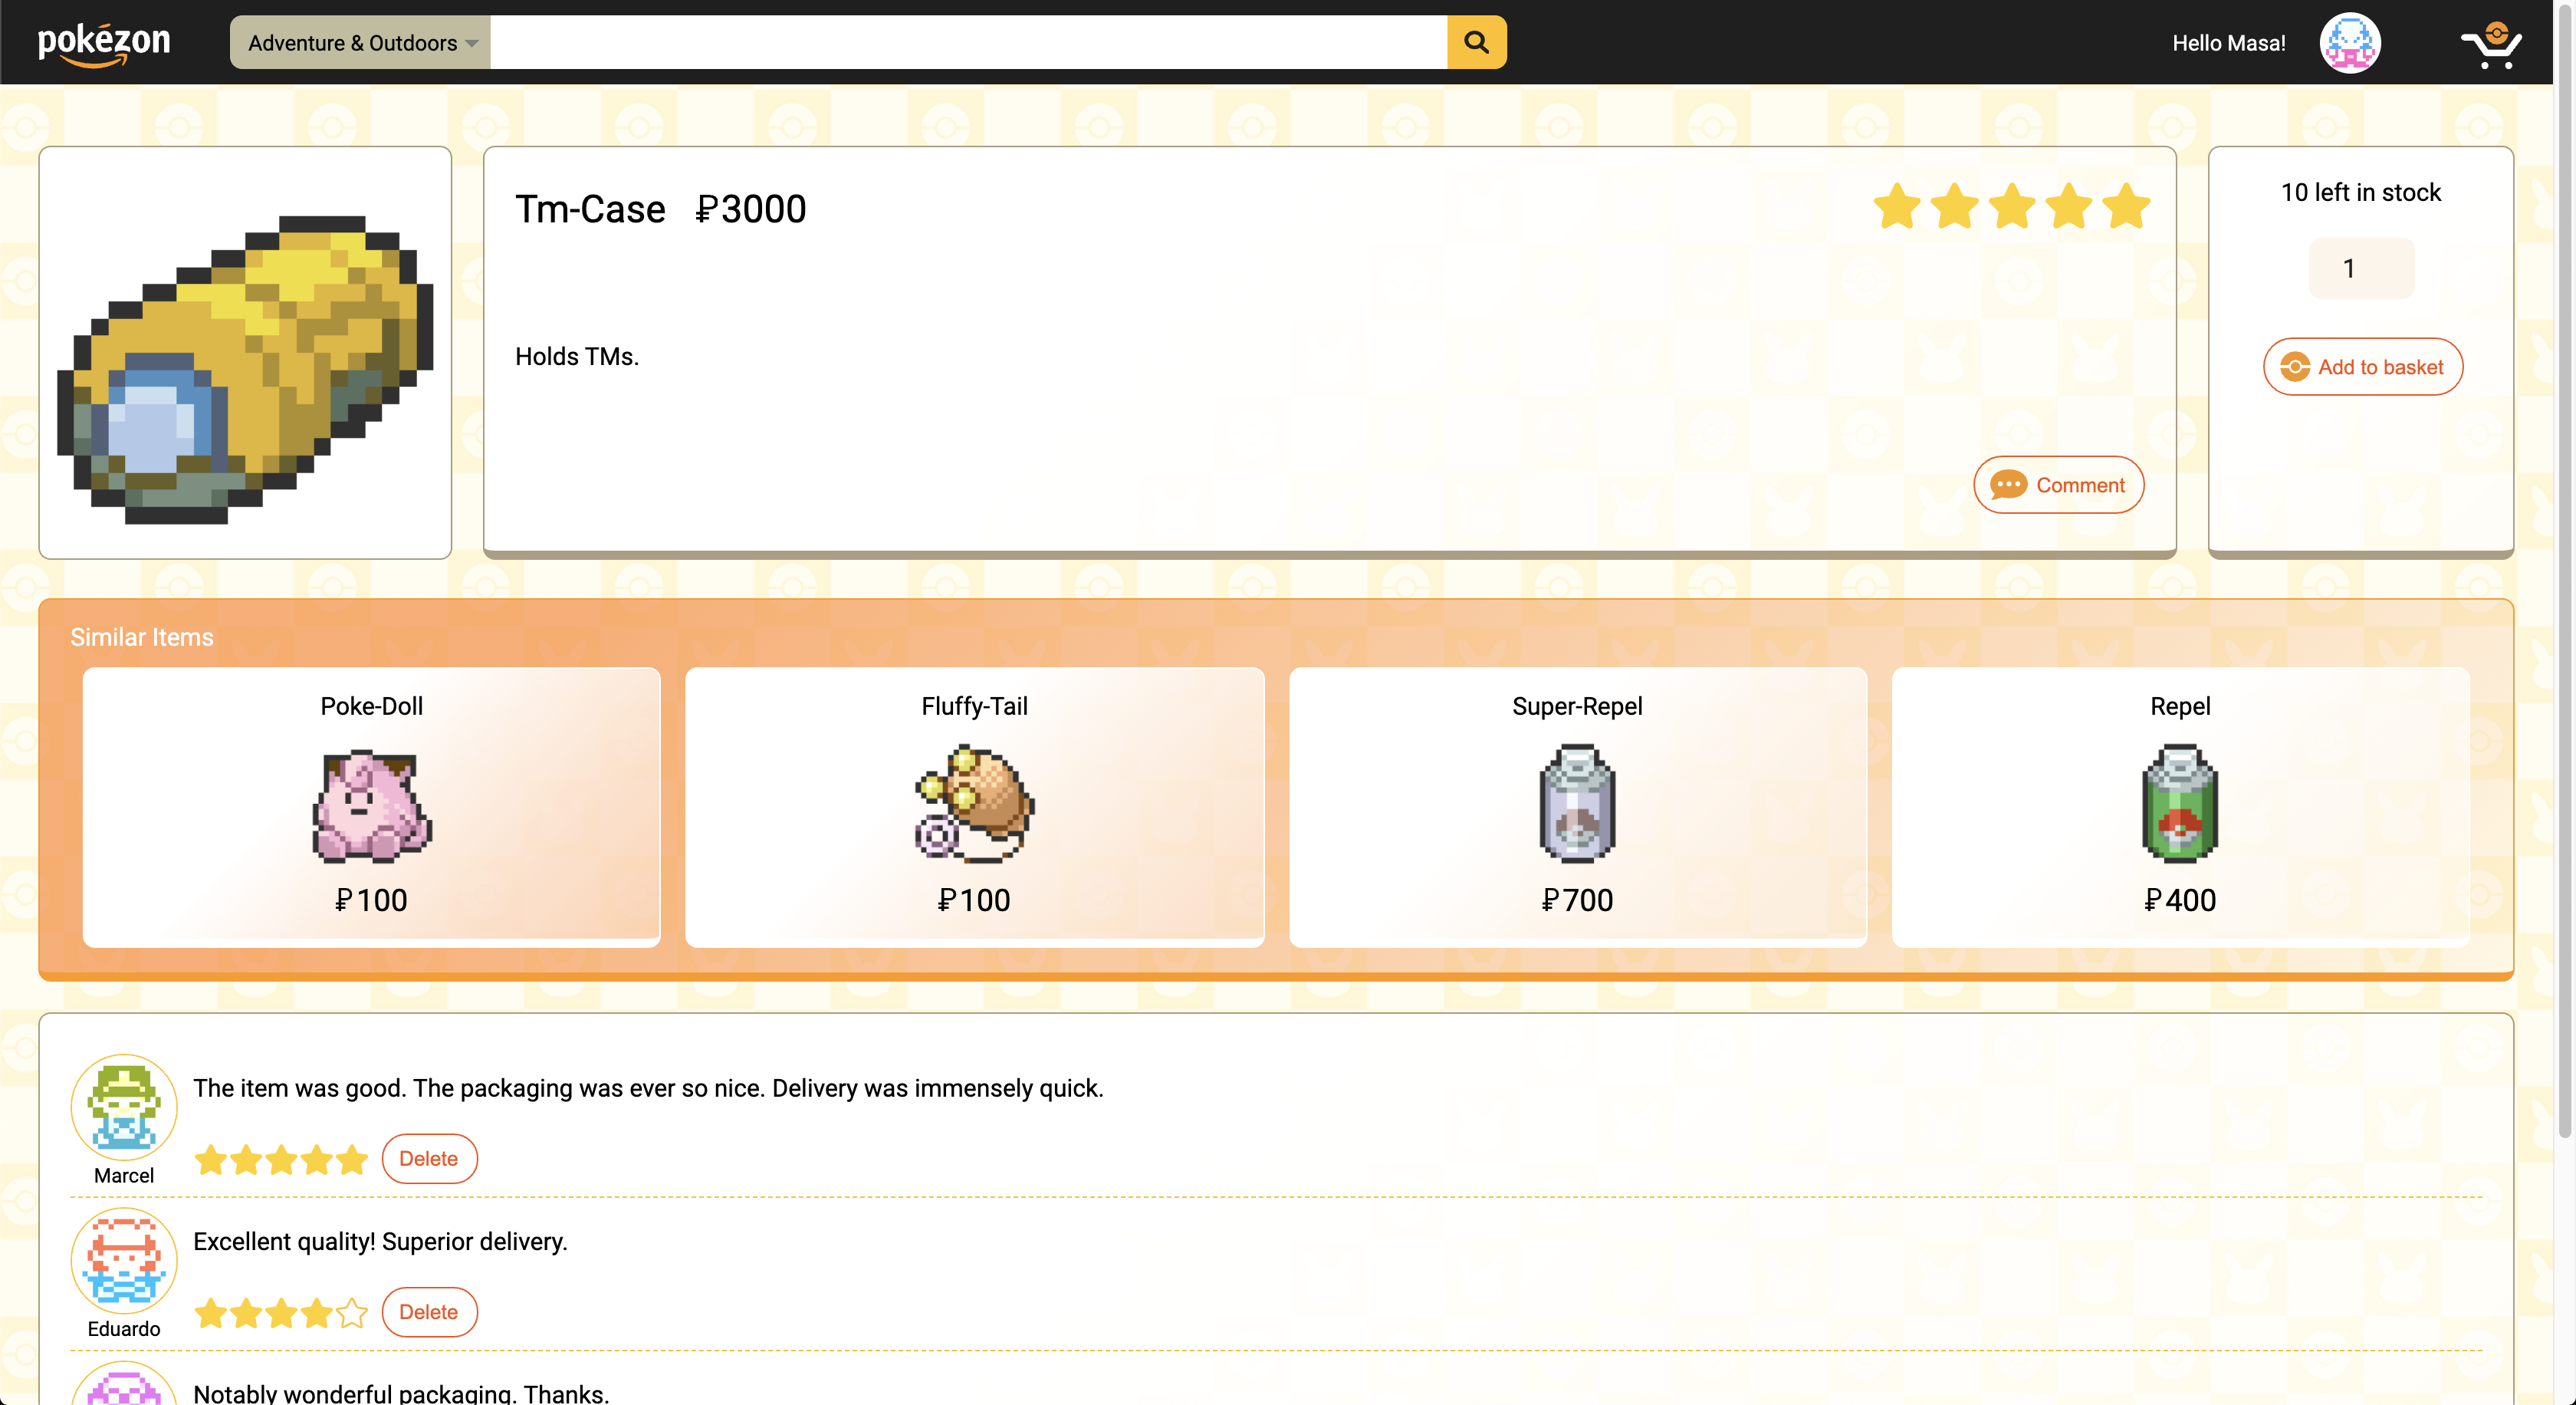 pokézon
Adventure & Outdoors
Hello Masa!
Tm-Case ₽3000
10 left in stock
1
Holds TMs.
Add to basket
Comment
Similar Items
Poke-Doll
Fluffy-Tail
Super-Repel
Repel
₽100
₽100
₽700
₽400
The item was good. The packaging was ever so nice. Delivery was immensely quick.
Delete
Marcel
Excellent quality! Superior delivery.
Delete
Eduardo
Notably wonderful packaging. Thanks.